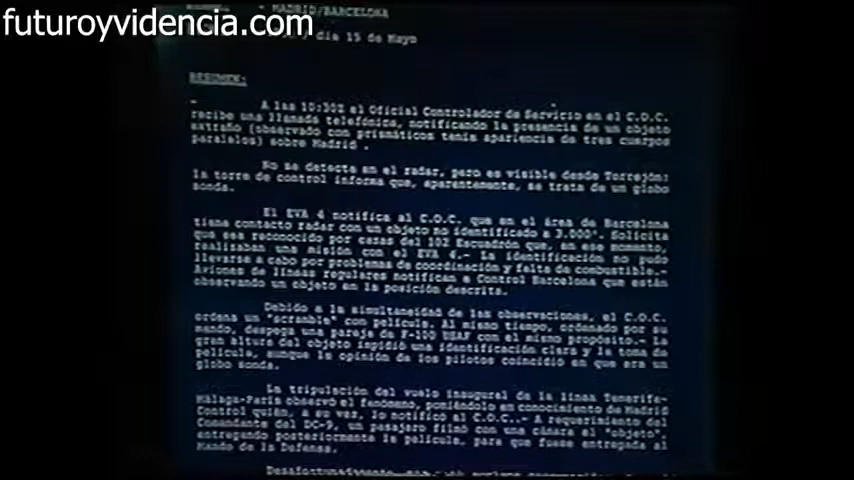 futuroyvidencia.com
- MADRID/BARCELONA
/ día 15 de Mayo
RESUMEN:
-
A las 10:30Z el Oficial Controlador de Servicio en el C.O.C.
recibe una llamada telefónica, notificando la presencia de un objeto
extraño (observado con prismáticos tenía apariencia de tres cuerpos
paralelos) sobre Madrid .
No se detecta en el radar, pero es visible desde Torrejón;
la torre de control informa que, aparentemente, se trata de un globo
sonda.
El EVA 4 notifica al C.O.C. que en el área de Barcelona
tiene contacto radar con un objeto no identificado a 3.000'. Solicita
que sea reconocido por cazas del 102 Escuadrón que, en ese momento,
realizaban una misión con el EVA 4.- La identificación no pudo
llevarse a cabo por problemas de coordinación y falta de combustible.-
Aviones de líneas regulares notifican a Control Barcelona que están
observando un objeto en la posición descrita.
Debido a la simultaneidad de las observaciones, el C.O.C.
ordena un "scramble" con película. Al mismo tiempo, ordenado por su
mando, despega una pareja de F-100 USAF con el mismo propósito.- La
gran altura del objeto impidió una identificación clara y la toma de
película, aunque la opinión de los pilotos coincidió en que era un
globo sonda.
La tripulación del vuelo inaugural de la línea Tenerife-
Málaga-París observó el fenómeno, poniéndolo en conocimiento de Madrid
Control quién, a su vez, lo notificó al C.O.C..- A requerimiento del
Comandante del DC-9, un pasajero filmó con una cámara el "objeto",
entregando posteriormente la película, para que fuese entregada al
Mando de la Defensa.
Desafortunadamente,